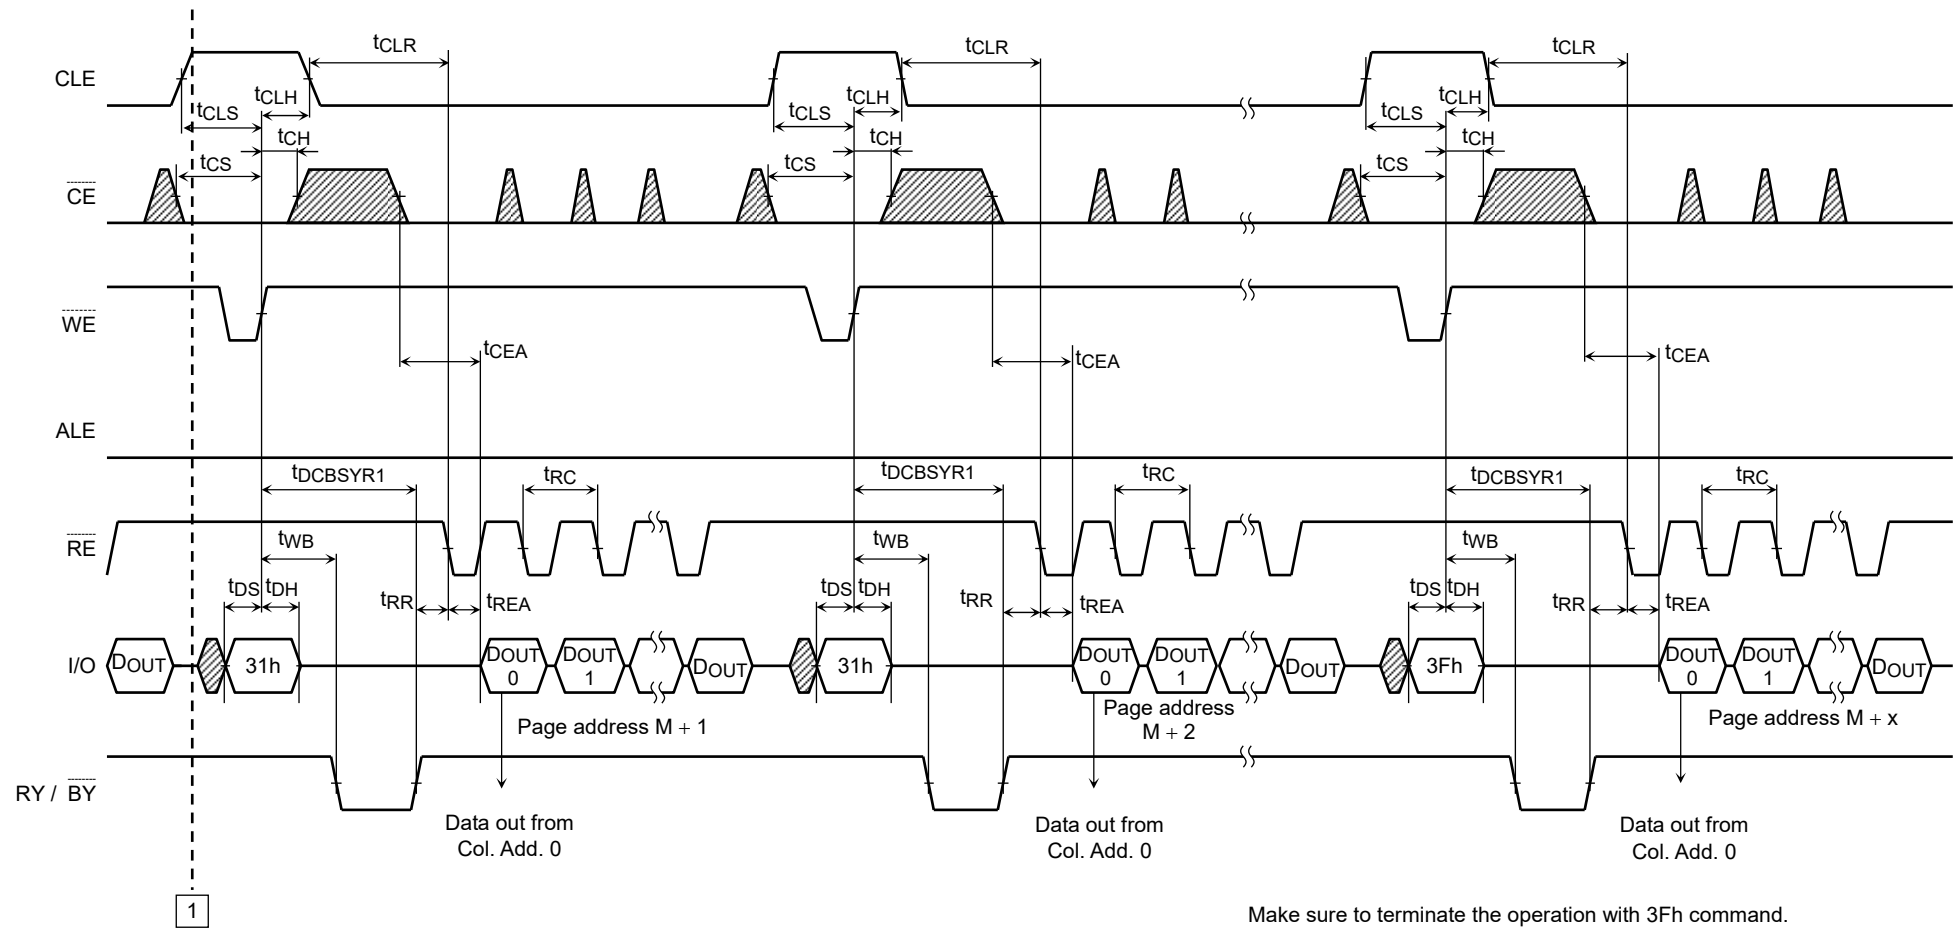 tCLR tCLR tCLR
CLE
tCLH tCLH tCLH
tCLS tCLS tCLS
tCH tCH tCH
tCS tCS tCS
CE
WE
tCEA tCEA tCEA
ALE
tDCBSYR1 tRC tDCBSYR1 tRC tDCBSYR1 tRC
RE
tWB tWB tWB
tDS tDH tDS tDH tDS tDH
tRR tREA tRR tREA tRR tREA
I/O DOUT 31h DOUT 0 DOUT 1 DOUT 31h DOUT 0 DOUT 1 DOUT 3Fh DOUT 0 DOUT 1 DOUT
Page address M + 1
Page address
M + 2
Page address M + x
RY / BY
Data out from
Col. Add. 0
Data out from
Col. Add. 0
Data out from
Col. Add. 0
1
Make sure to terminate the operation with 3Fh command.